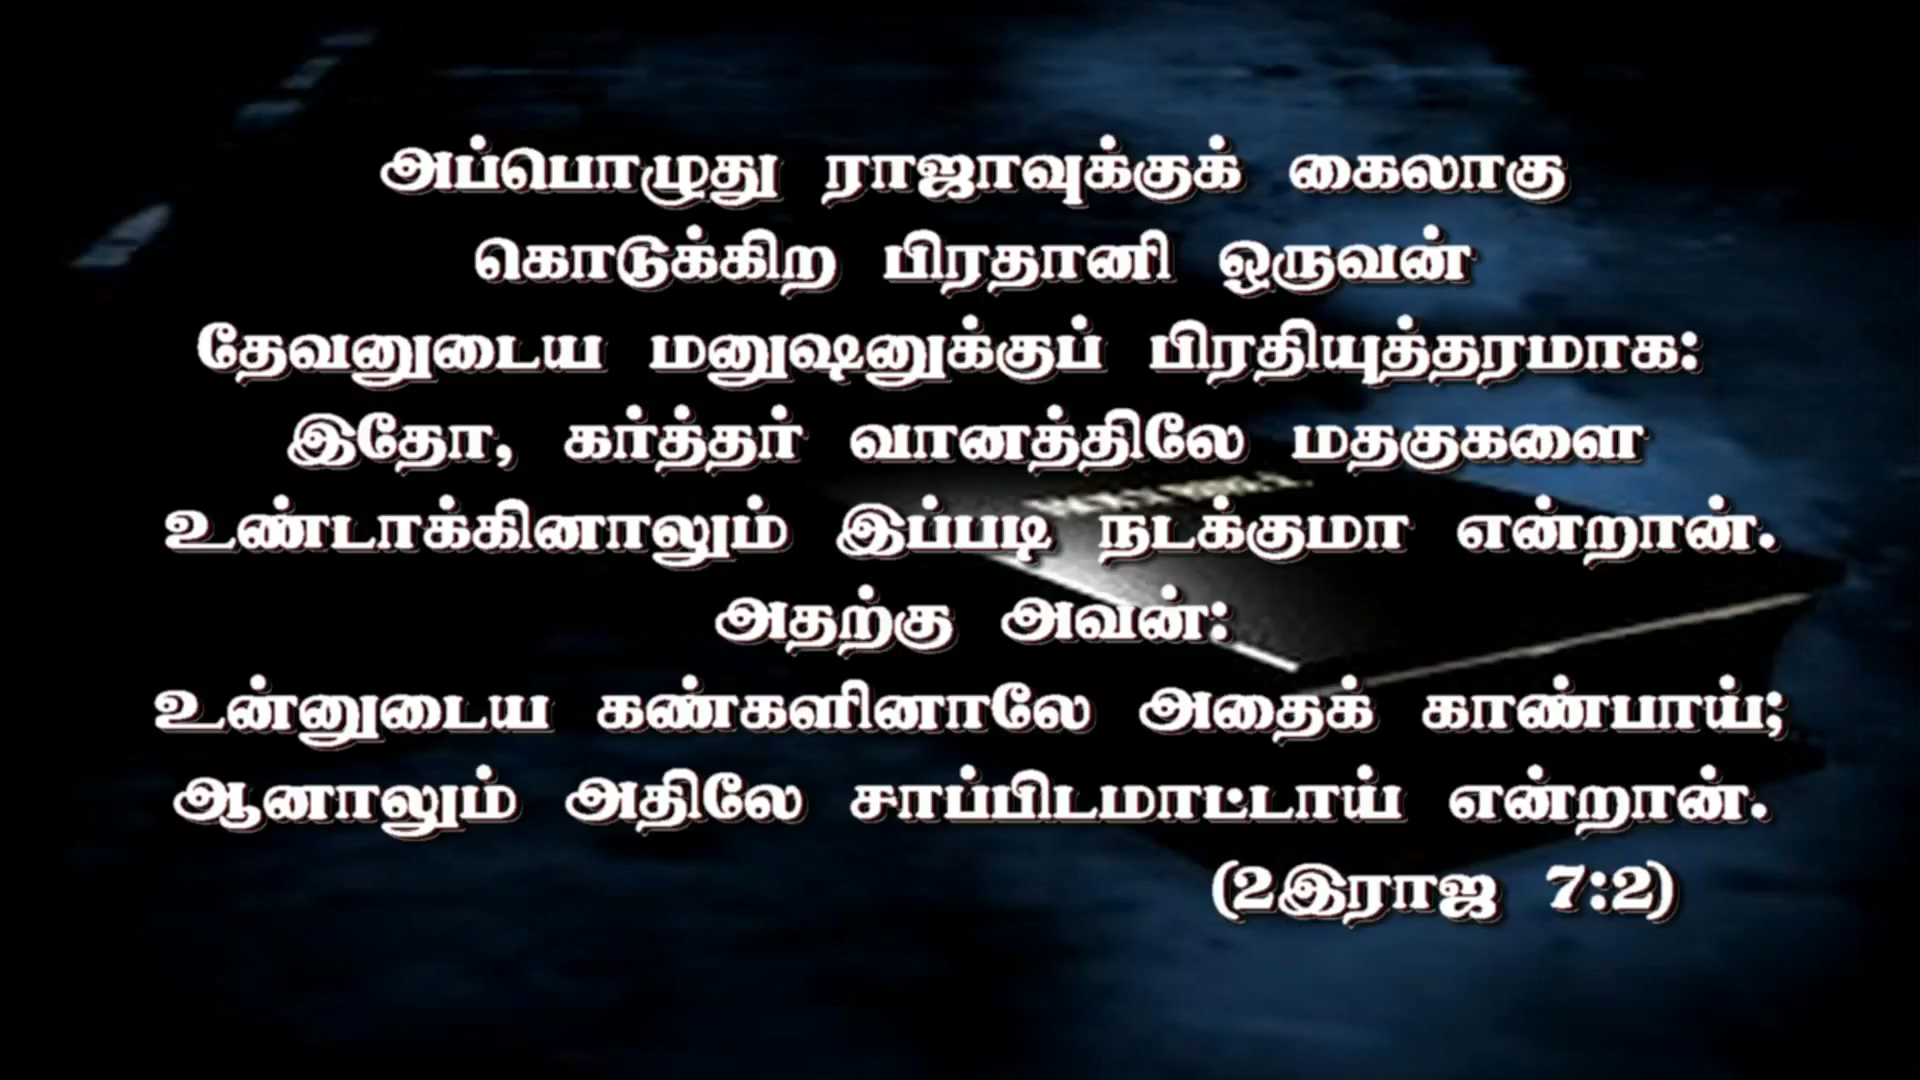 அப்பொழுது ராஜாவுக்குக் கைலாகு
கொடுக்கிற பிரதானி ஒருவன்
தேவனுடைய மனுஷனுக்குப் பிரதியுத்தரமாக:
இதோ, கர்த்தர் வானத்திலே மதகுகளை
உண்டாக்கினாலும் இப்படி நடக்குமா என்றான்.
அதற்கு அவன்:
உன்னுடைய கண்களினாலே அதைக் காண்பாய்;
ஆனாலும் அதிலே சாப்பிடமாட்டாய் என்றான்.
(2இராஜ 7:2)